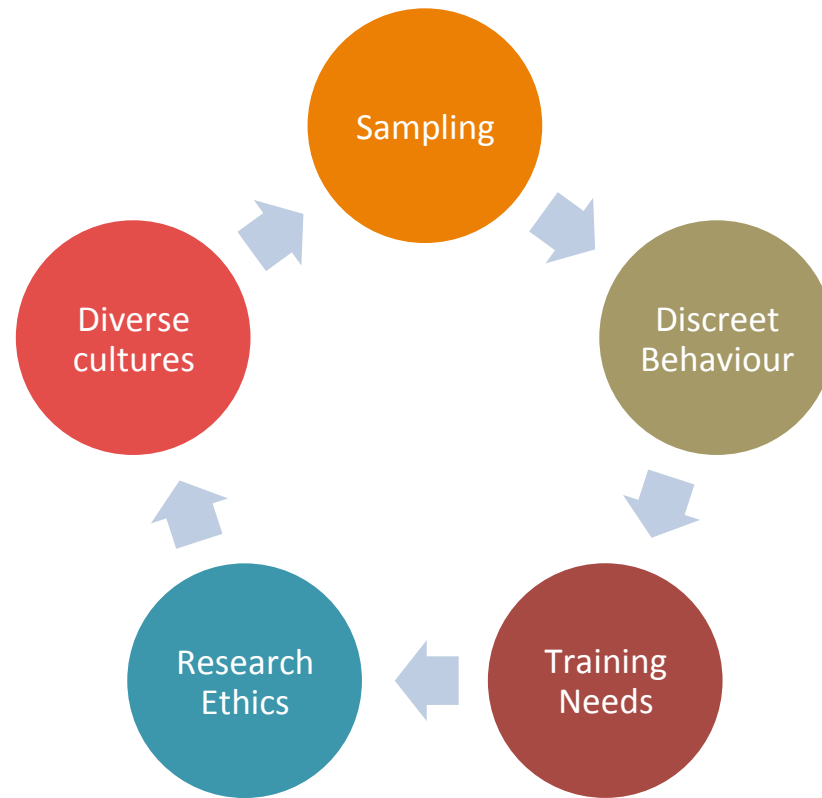 Sampling
Discreet
Behaviour
Training
Needs
Research
Ethics
Diverse
cultures